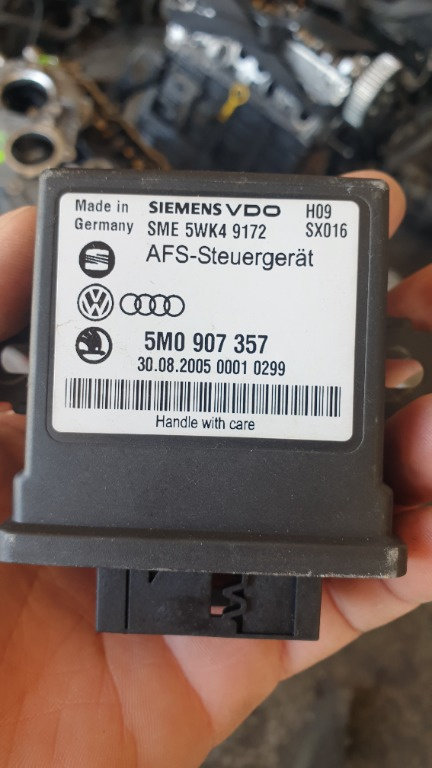 Made in SIEMENS VDO H09
Germany SME 5WK4 9172 SX016
AFS-Steuergerät
5M0 907 357
30.08.2005 0001 0299
Handle with care